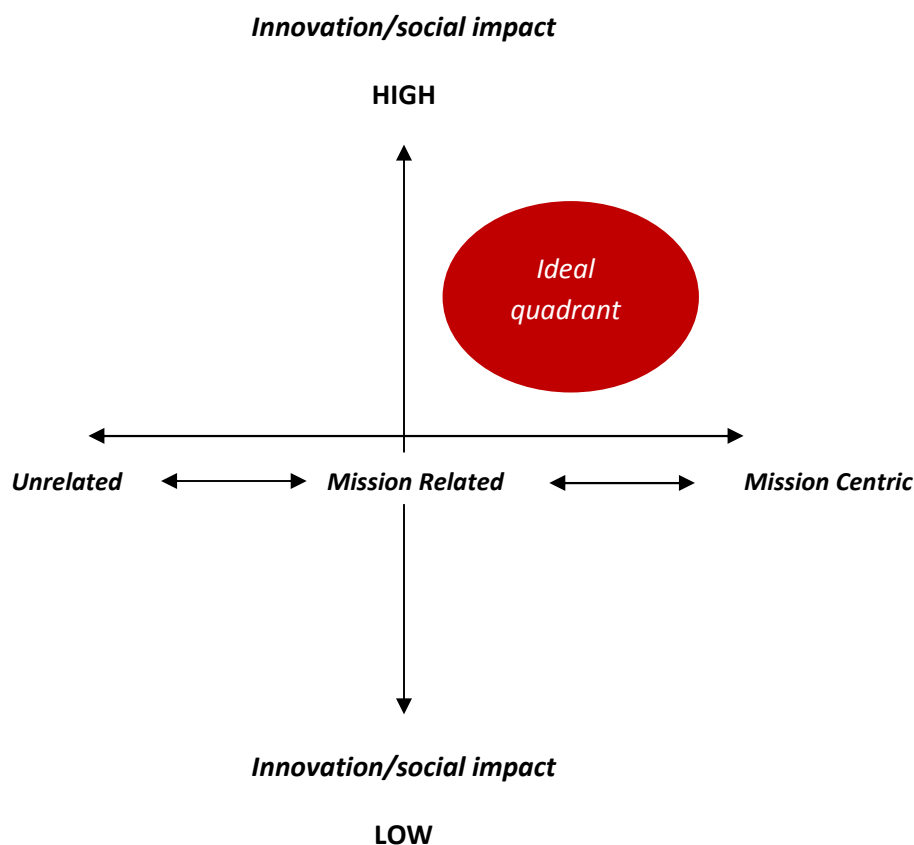 Innovation/social impact
HIGH
Ideal
quadrant
Unrelated
Mission Related
Mission Centric
Innovation/social impact
LOW